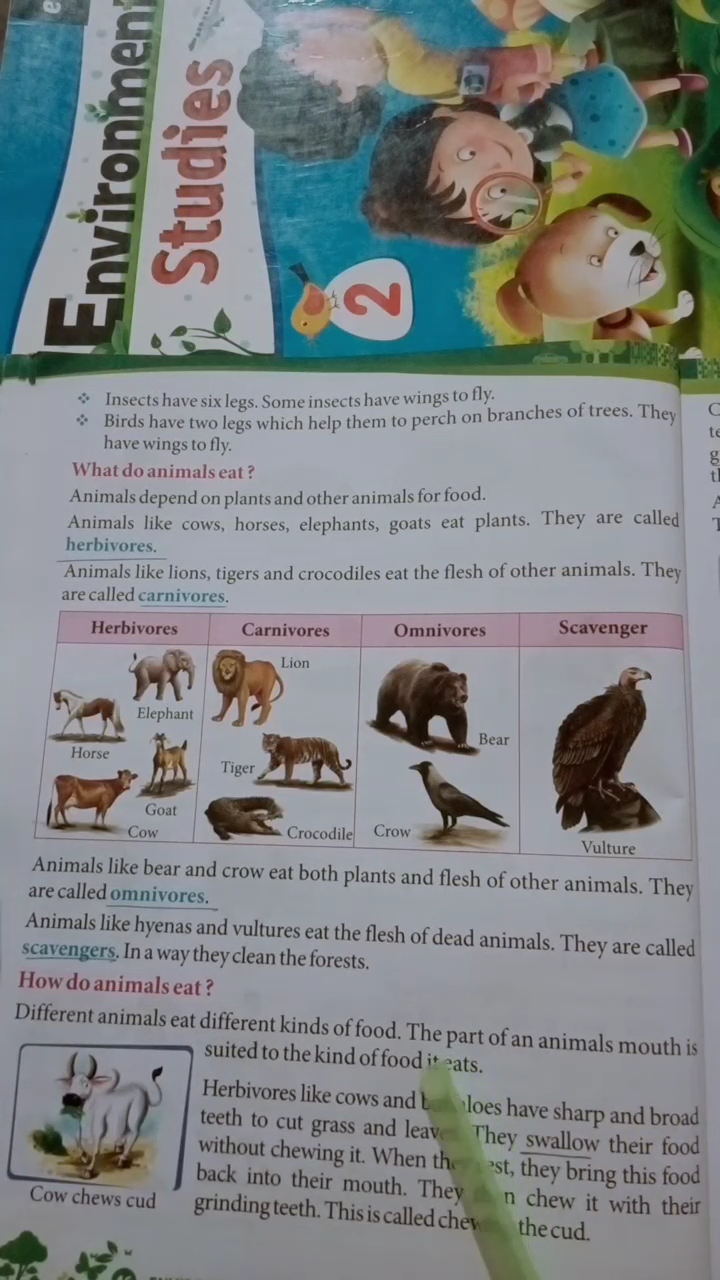 Environment
Studies
2
❖ Insects have six legs. Some insects have wings to fly.
❖ Birds have two legs which help them to perch on branches of trees. They
have wings to fly.
What do animals eat ?
Animals depend on plants and other animals for food.
Animals like cows, horses, elephants, goats eat plants. They are called
herbivores.
Animals like lions, tigers and crocodiles eat the flesh of other animals. They
are called carnivores.
Herbivores Carnivores Omnivores Scavenger
Elephant
Horse
Goat
Cow
Lion
Tiger
Crocodile
Bear
Crow
Vulture
Animals like bear and crow eat both plants and flesh of other animals. They
are called omnivores.
Animals like hyenas and vultures eat the flesh of dead animals. They are called
scavengers. In a way they clean the forests.
How do animals eat ?
Different animals eat different kinds of food. The part of an animals mouth is
suited to the kind of food it eats.
Herbivores like cows and have sharp and broad
teeth to cut grass and They swallow their food
without chewing it. When they, they bring this food
back into their mouth. They chew it with their
grinding teeth. This is called the cud.
Cow chews cud